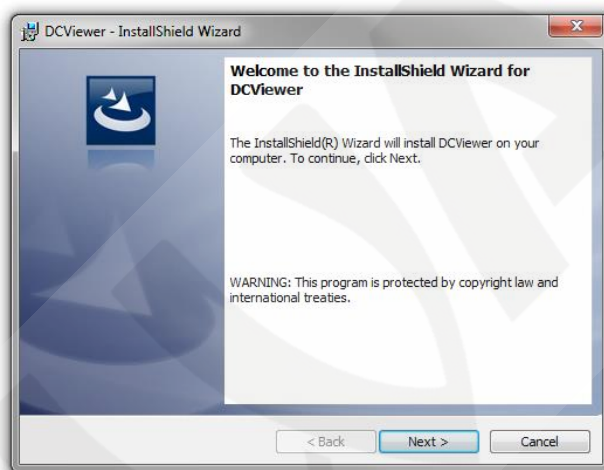 DCViewer - InstallShield Wizard
Welcome to the InstallShield Wizard for
DCViewer
The InstallShield(R) Wizard will install DCViewer on your
computer. To continue, click Next.
WARNING: This program is protected by copyright law and
international treaties.
< Back Next > Cancel